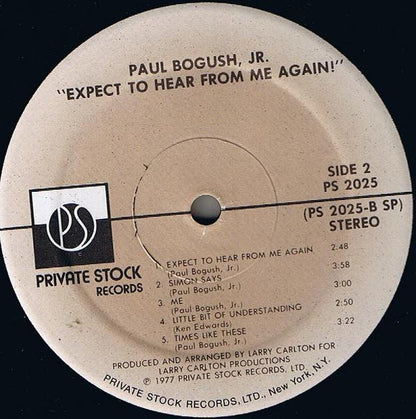 PAUL BOGUSH, JR.
"EXPECT TO HEAR FROM ME AGAIN!"
SIDE 2
PS 2025
(PS 2025-B SP)
STEREO
PS
PRIVATE STOCK
RECORDS
1. EXPECT TO HEAR FROM ME AGAIN 2:48
(Paul Bogush, Jr.)
2. SIMON SAYS 3:58
(Paul Bogush, Jr.)
3. ME 3:00
(Paul Bogush, Jr.)
4. LITTLE BIT OF UNDERSTANDING 2:50
(Ken Edwards)
5. TIMES LIKE THESE 3:22
(Paul Bogush, Jr.)
PRODUCED AND ARRANGED BY LARRY CARLTON FOR
LARRY CARLTON PRODUCTIONS
℗ 1977 PRIVATE STOCK RECORDS, LTD.
PRIVATE STOCK RECORDS, LTD., New York, N.Y.